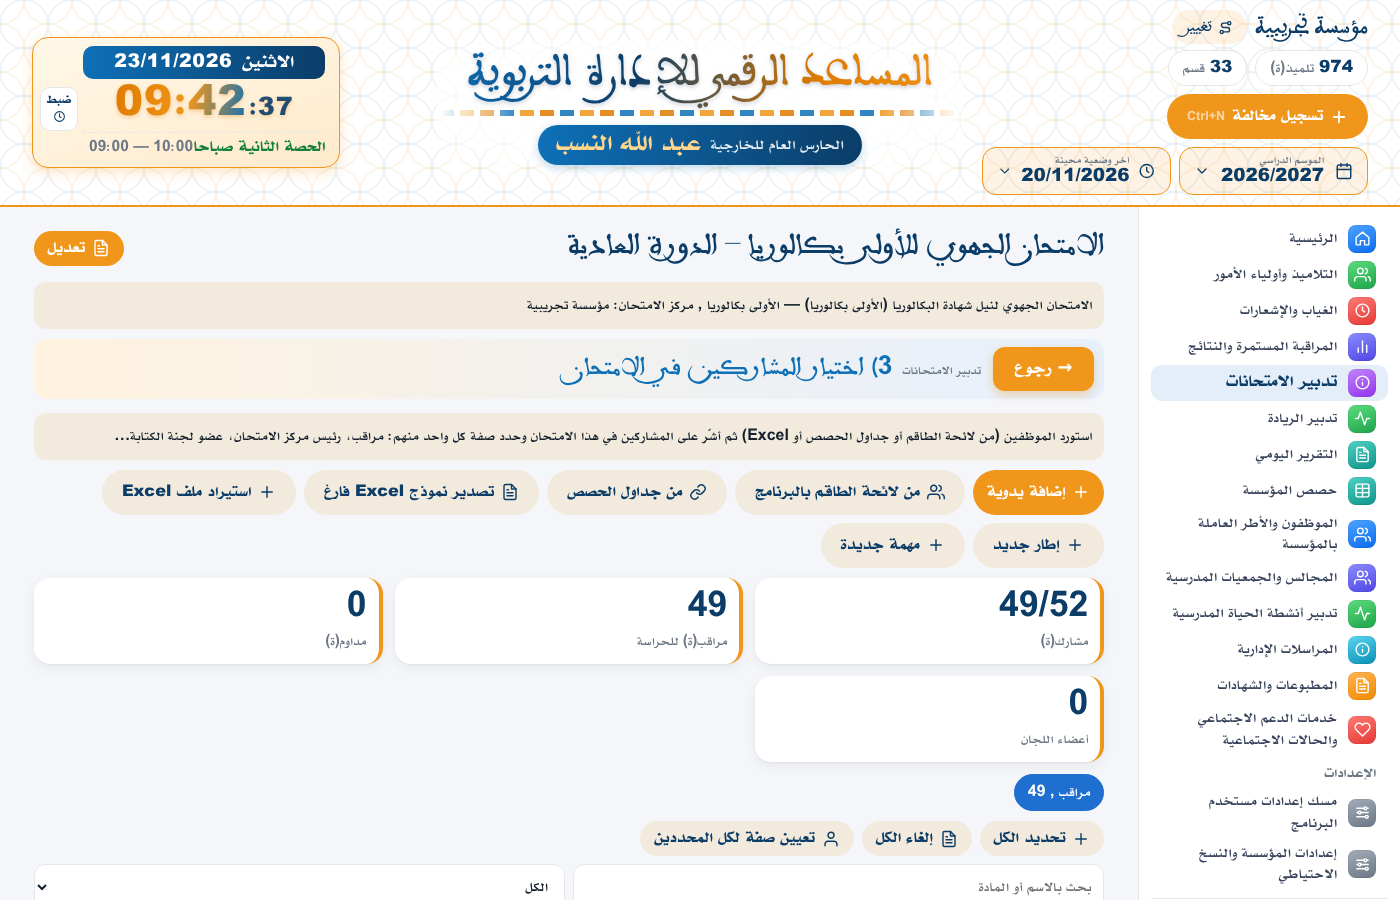 مؤسسة تجريبية
تغيير
974 تلميذ(ة)
33 قسم
تسجيل مخالفة Ctrl+N
الموسم الدراسي
2026/2027
اخر وضعية محينة
20/11/2026
المساعد الرقمي للإدارة التربوية
الحارس العام للخارجية عبد الله النسب
الاثنين 23/11/2026
09:42:37
ضبط
الحصة الثانية صباحا 09:00 — 10:00
الرئيسية
التلاميذ وأولياء الأمور
الغياب والإشعارات
المراقبة المستمرة والنتائج
تدبير الامتحانات
تدبير الريادة
التقرير اليومي
حصص المؤسسة
الموظفون والأطر العاملة
بالمؤسسة
المجالس والجمعيات المدرسية
تدبير أنشطة الحياة المدرسية
المراسلات الإدارية
المطبوعات والشهادات
خدمات الدعم الاجتماعي
والحالات الاجتماعية
الإعدادات
مسك إعدادات مستخدم
البرنامج
إعدادات المؤسسة والنسخ
الاحتياطي
الامتحان الجهوي للأولى بكالوريا – الدورة العادية
تعديل
الامتحان الجهوي لنيل شهادة البكالوريا (الأولى بكالوريا) — الأولى بكالوريا , مركز الامتحان: مؤسسة تجريبية
→ رجوع
تدبير الامتحانات
3) اختيار المشاركين في الامتحان
استورد الموظفين (من لائحة الطاقم أو جداول الحصص أو Excel) ثم أشّر على المشاركين في هذا الامتحان وحدد صفة كل واحد منهم: مراقب، رئيس مركز الامتحان، عضو لجنة الكتابة...
إضافة يدوية
من لائحة الطاقم بالبرنامج
من جداول الحصص
تصدير نموذج Excel فارغ
استيراد ملف Excel
إطار جديد
مهمة جديدة
49/52
مشارك(ة)
49
مراقب(ة) للحراسة
0
مداوم(ة)
0
أعضاء اللجان
مراقب , 49
تحديد الكل
إلغاء الكل
تعيين صفة لكل المحددين
بحث بالاسم أو المادة
الكل